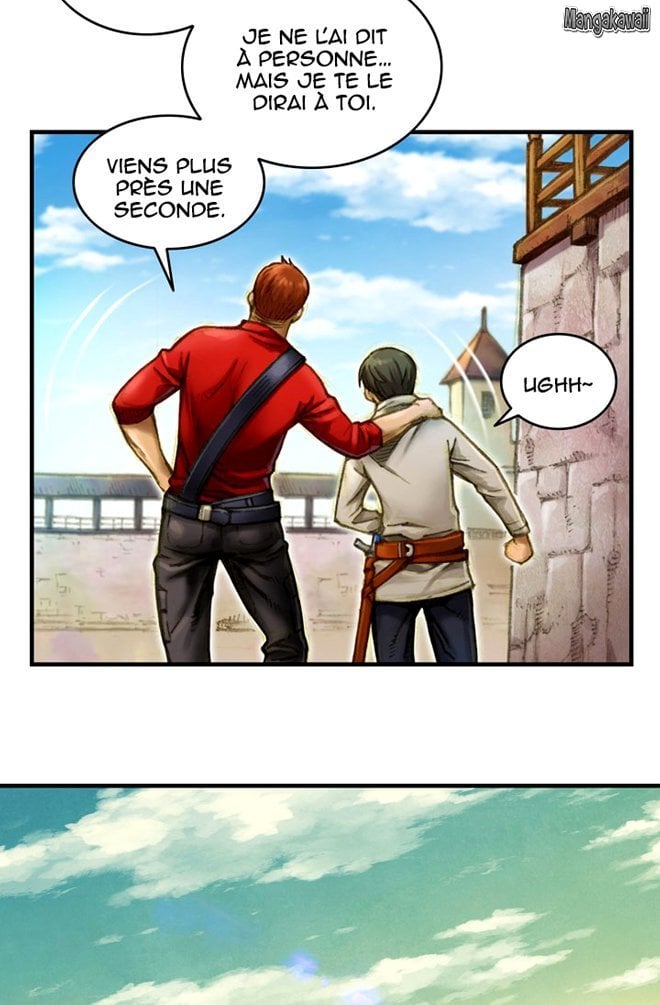 Mangakawaii
JE NE L'AI DIT
À PERSONNE...
MAIS JE TE LE
DIRAI À TOI.
VIENS PLUS
PRÈS UNE
SECONDE.
UGHH~